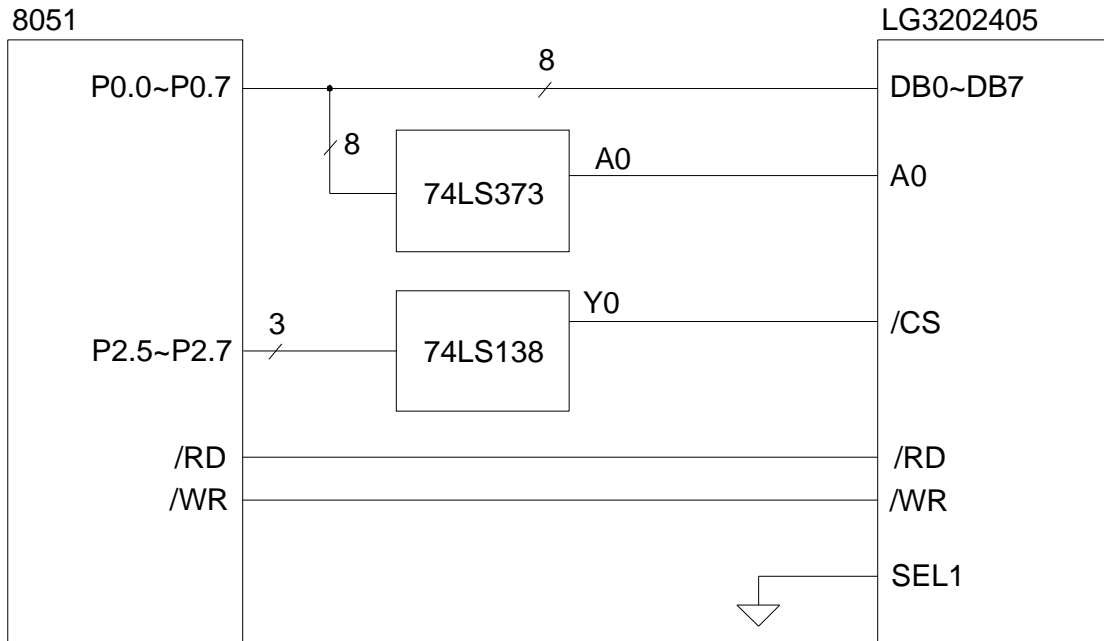 8051
LG3202405
P0.0~P0.7
8
DB0~DB7
8
74LS373
A0
A0
P2.5~P2.7
3
74LS138
Y0
/CS
/RD
/RD
/WR
/WR
SEL1